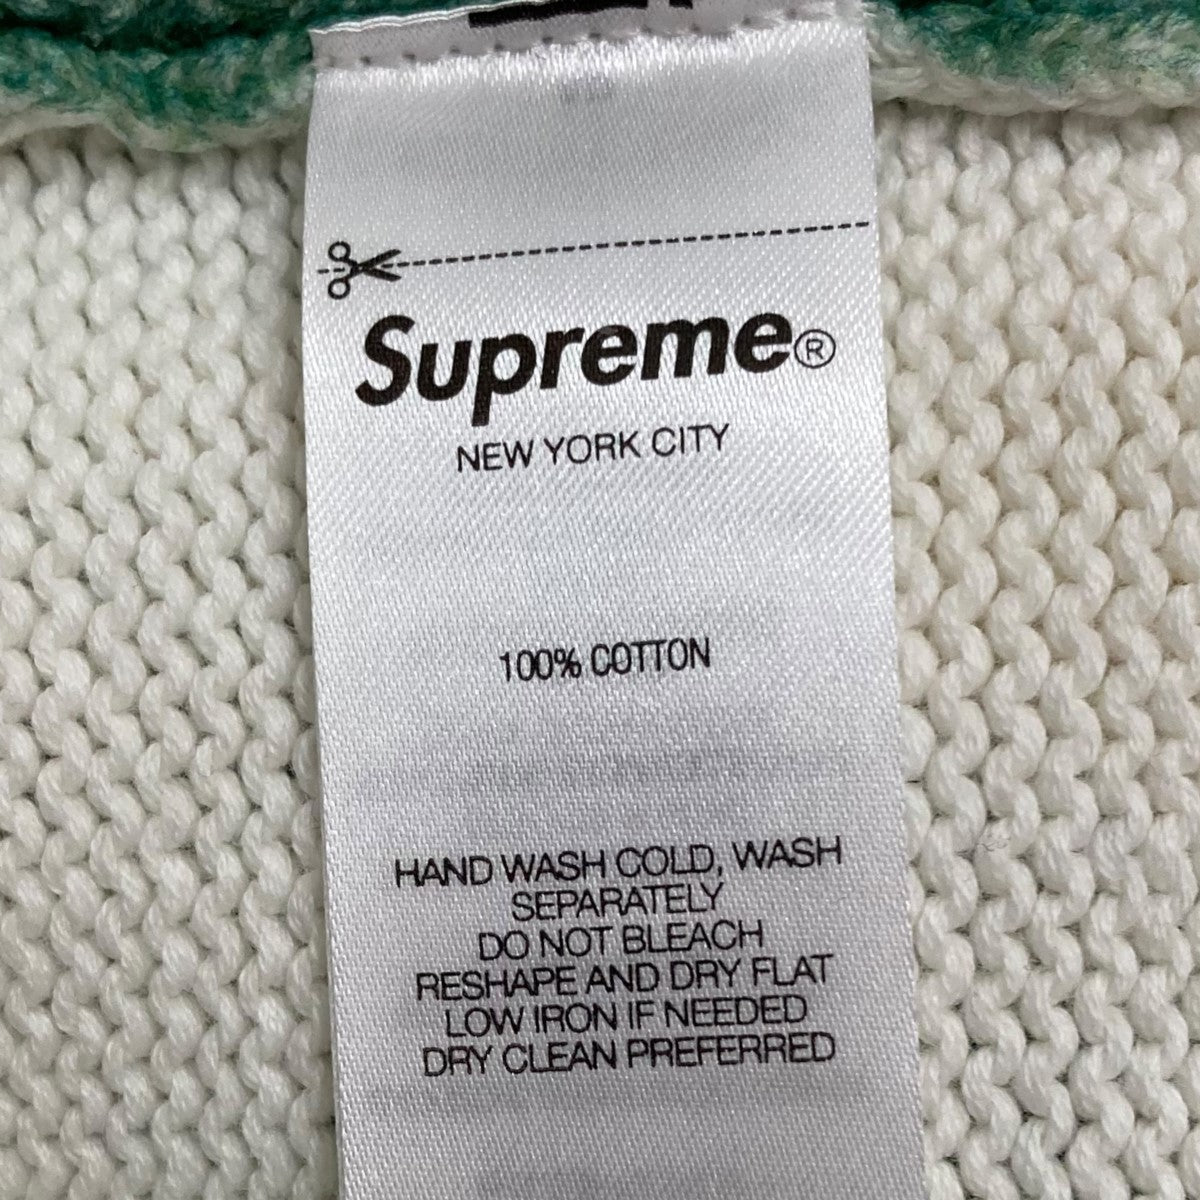 Supreme®
NEW YORK CITY
100% COTTON
HAND WASH COLD, WASH
SEPARATELY
DO NOT BLEACH
RESHAPE AND DRY FLAT
LOW IRON IF NEEDED
DRY CLEAN PREFERRED